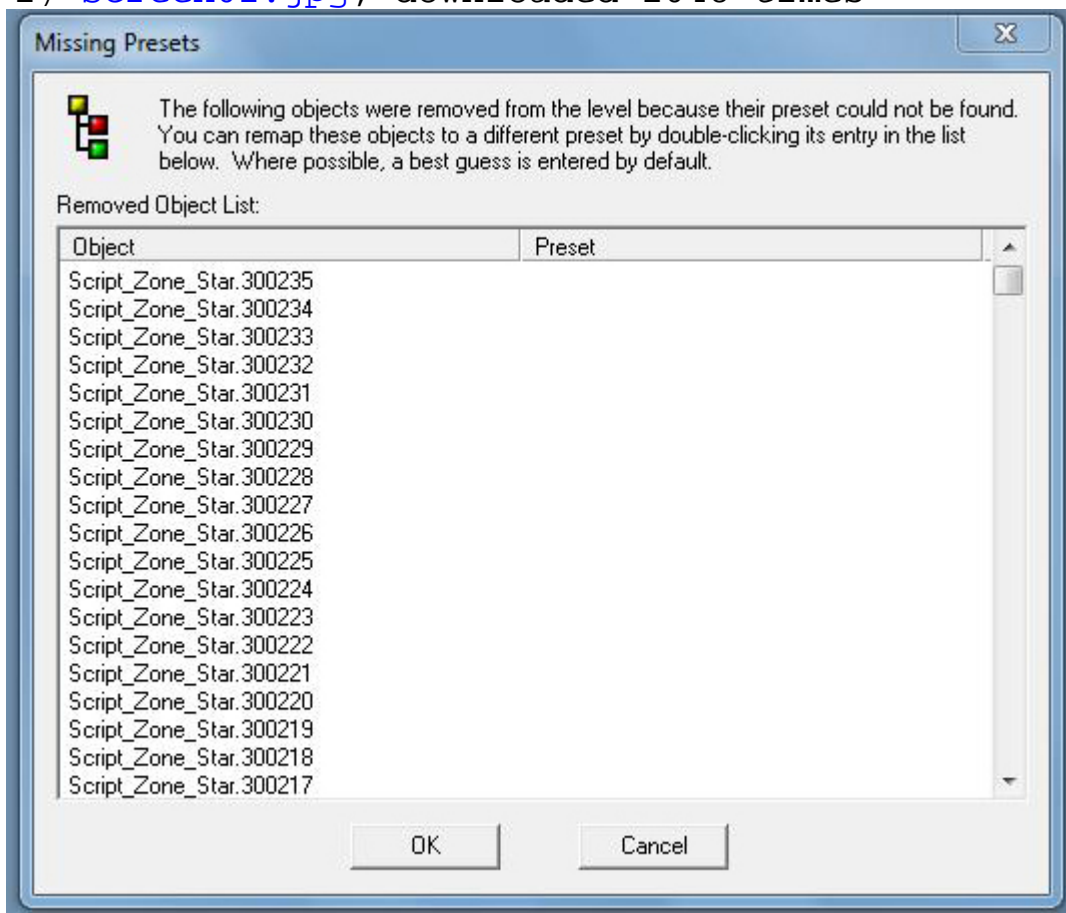 Missing Presets
The following objects were removed from the level because their preset could not be found.
You can remap these objects to a different preset by double-clicking its entry in the list
below. Where possible, a best guess is entered by default.
Removed Object List:
Object Preset
Script_Zone_Star.300235
Script_Zone_Star.300234
Script_Zone_Star.300233
Script_Zone_Star.300232
Script_Zone_Star.300231
Script_Zone_Star.300230
Script_Zone_Star.300229
Script_Zone_Star.300228
Script_Zone_Star.300227
Script_Zone_Star.300226
Script_Zone_Star.300225
Script_Zone_Star.300224
Script_Zone_Star.300223
Script_Zone_Star.300222
Script_Zone_Star.300221
Script_Zone_Star.300220
Script_Zone_Star.300219
Script_Zone_Star.300218
Script_Zone_Star.300217
OK Cancel